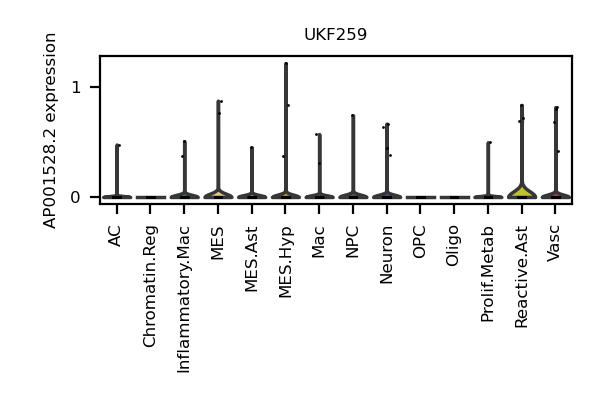 UKF259
AP001528.2 expression
1
0
AC
Chromatin.Reg
Inflammatory.Mac
MES
MES.Ast
MES.Hyp
Mac
NPC
Neuron
OPC
Oligo
Prolif.Metab
Reactive.Ast
Vasc